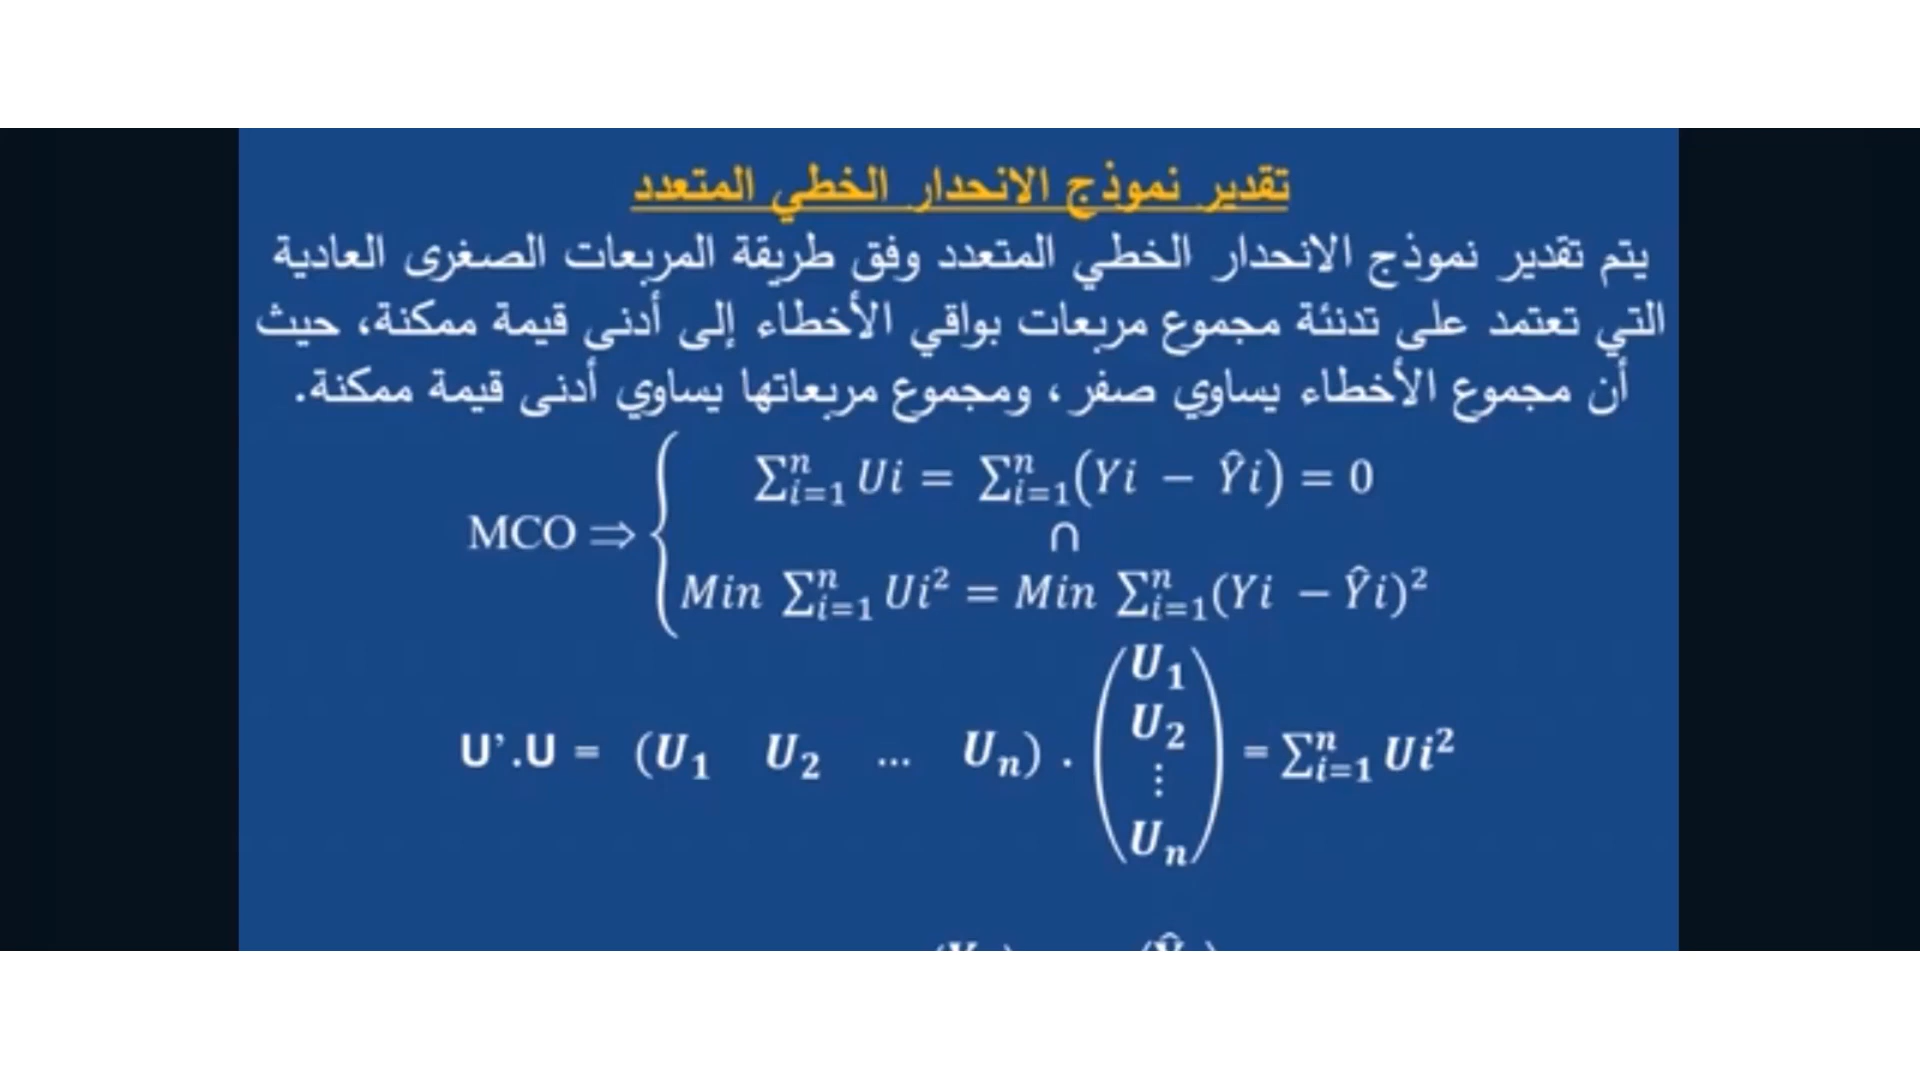 تقدير نموذج الانحدار الخطي المتعدد
يتم تقدير نموذج الانحدار الخطي المتعدد وفق طريقة المربعات الصغرى العادية
التي تعتمد على تدنئة مجموع مربعات بواقي الأخطاء إلى أدنى قيمة ممكنة، حيث
أن مجموع الأخطاء يساوي صفر، ومجموع مربعاتها يساوي أدنى قيمة ممكنة.
∑ⁿᵢ₌₁ Ui = ∑ⁿᵢ₌₁(Yi − Ŷi) = 0
MCO ⇒ { ∩
Min ∑ⁿᵢ₌₁ Ui² = Min ∑ⁿᵢ₌₁(Yi − Ŷi)²
U’.U = (U₁ U₂ … Uₙ) . (U₁ U₂ ⋮ Uₙ) = ∑ⁿᵢ₌₁ Ui²